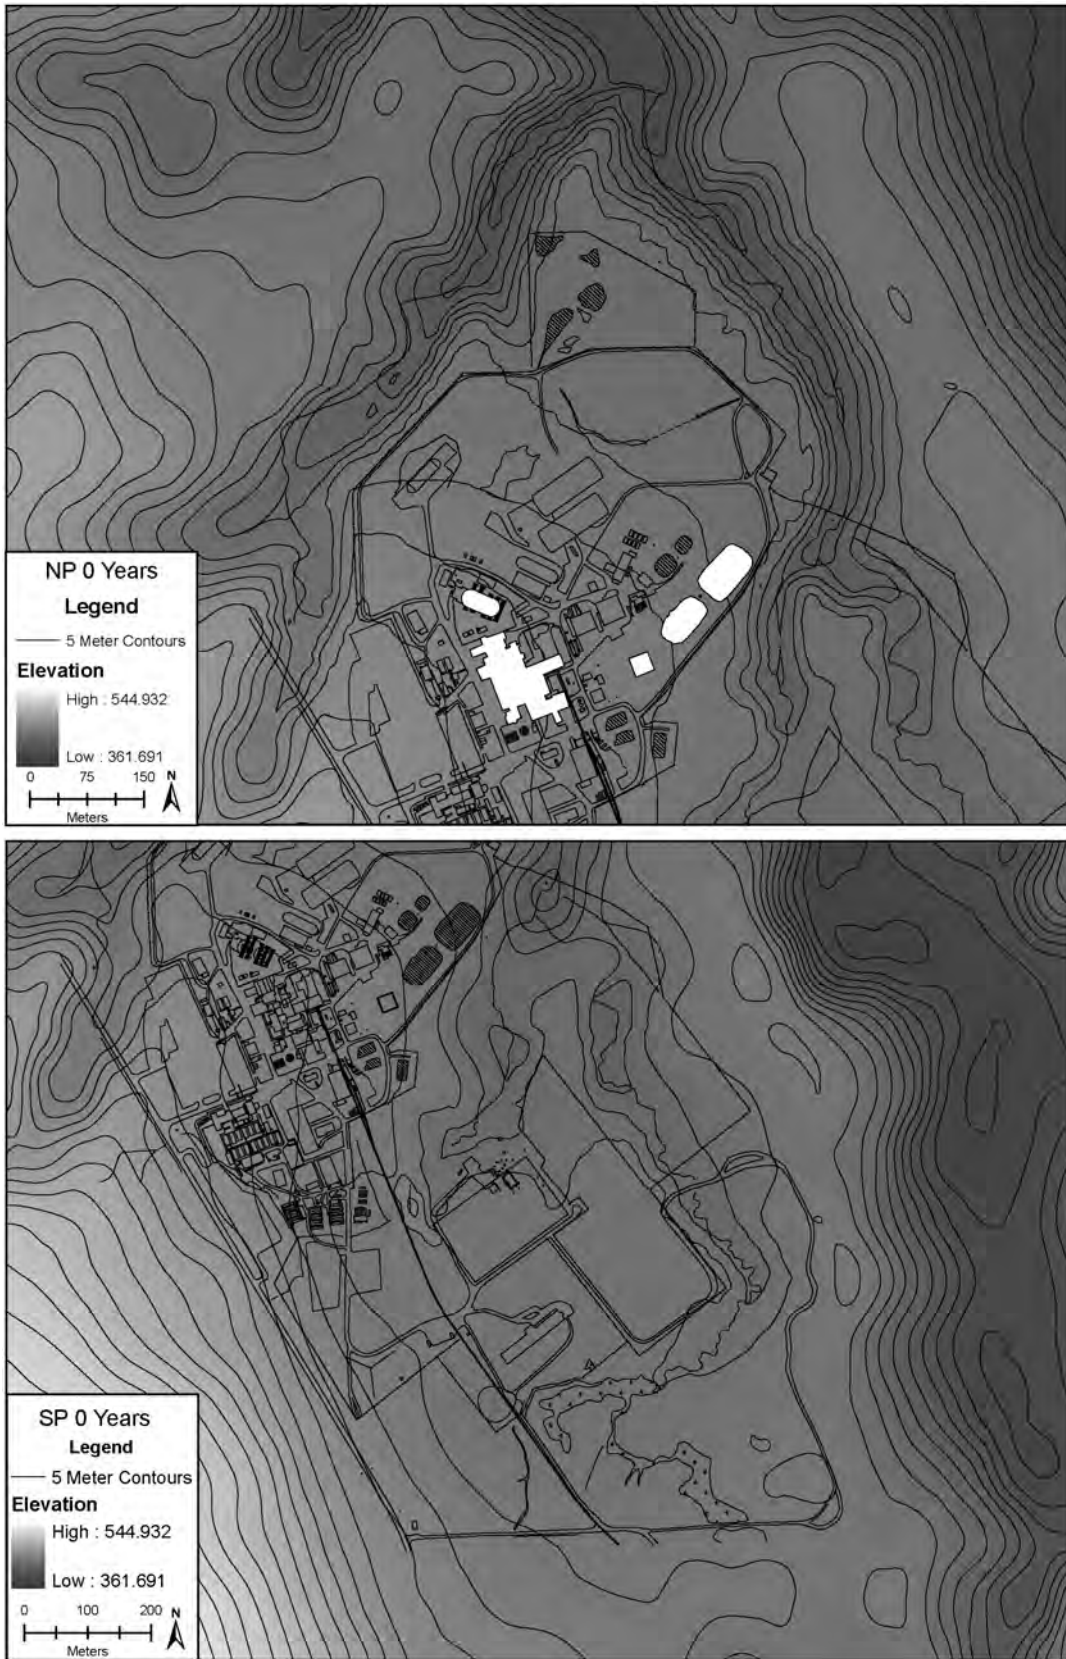 NP 0 Years
Legend
5 Meter Contours
Elevation
High : 544.932
Low : 361.691
0 75 150 N
Meters
SP 0 Years
Legend
5 Meter Contours
Elevation
High : 544.932
Low : 361.691
0 100 200 N
Meters